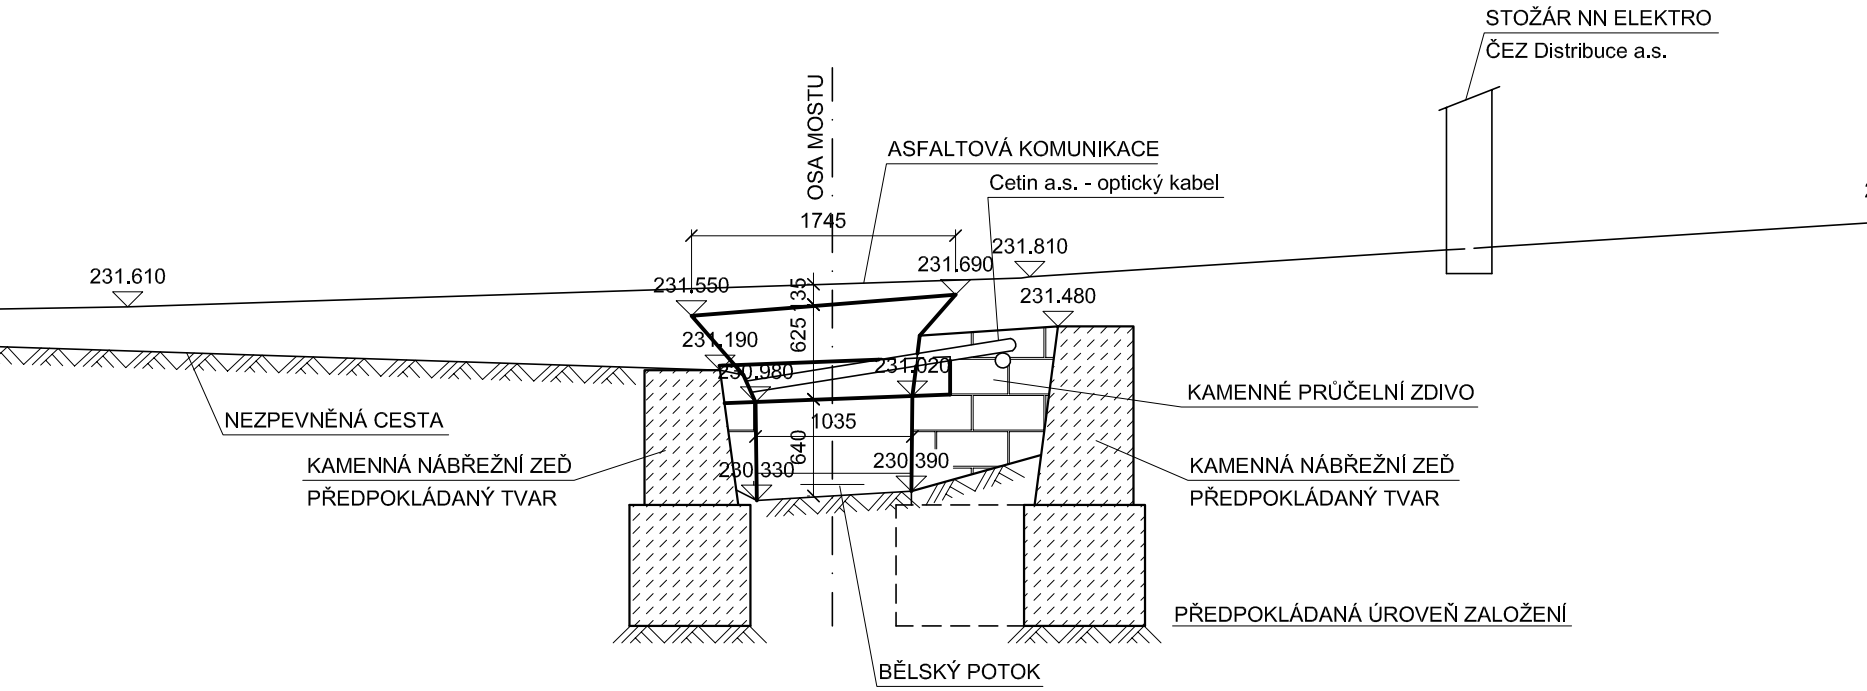 STOŽÁR NN ELEKTRO
ČEZ Distribuce a.s.
OSA MOSTU
ASFALTOVÁ KOMUNIKACE
Cetin a.s. - optický kabel
1745
231.810
231.690
231.610
231.550
135
231.480
625
231.190
230.980
231.020
KAMENNÉ PRŮČELNÍ ZDIVO
NEZPEVNĚNÁ CESTA
1035
640
230.330
230.390
KAMENNÁ NÁBŘEŽNÍ ZEĎ
PŘEDPOKLÁDANÝ TVAR
KAMENNÁ NÁBŘEŽNÍ ZEĎ
PŘEDPOKLÁDANÝ TVAR
PŘEDPOKLÁDANÁ ÚROVEŇ ZALOŽENÍ
BĚLSKÝ POTOK